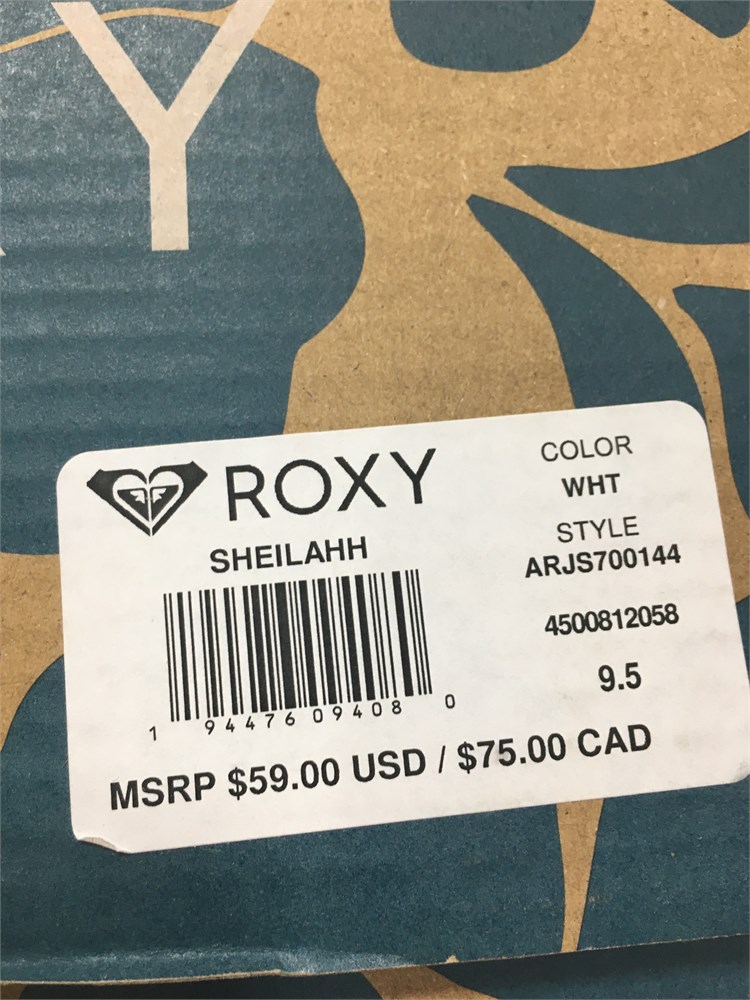 Y
ROXY
SHEILAHH
1 94476 09408 0
COLOR
WHT
STYLE
ARJS700144
4500812058
9.5
MSRP $59.00 USD / $75.00 CAD